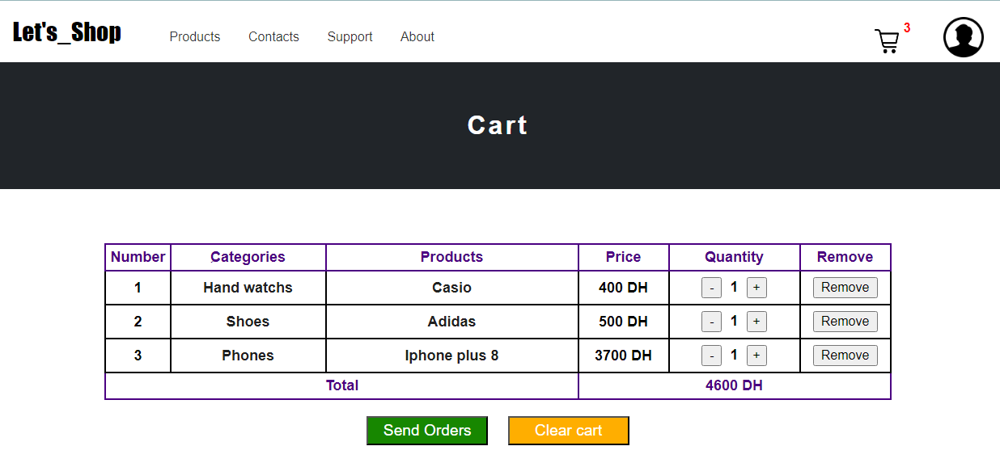 Let's_Shop Products Contacts Support About 3
Cart
Number Categories Products Price Quantity Remove
1 Hand watchs Casio 400 DH - 1 + Remove
2 Shoes Adidas 500 DH - 1 + Remove
3 Phones Iphone plus 8 3700 DH - 1 + Remove
Total 4600 DH
Send Orders Clear cart